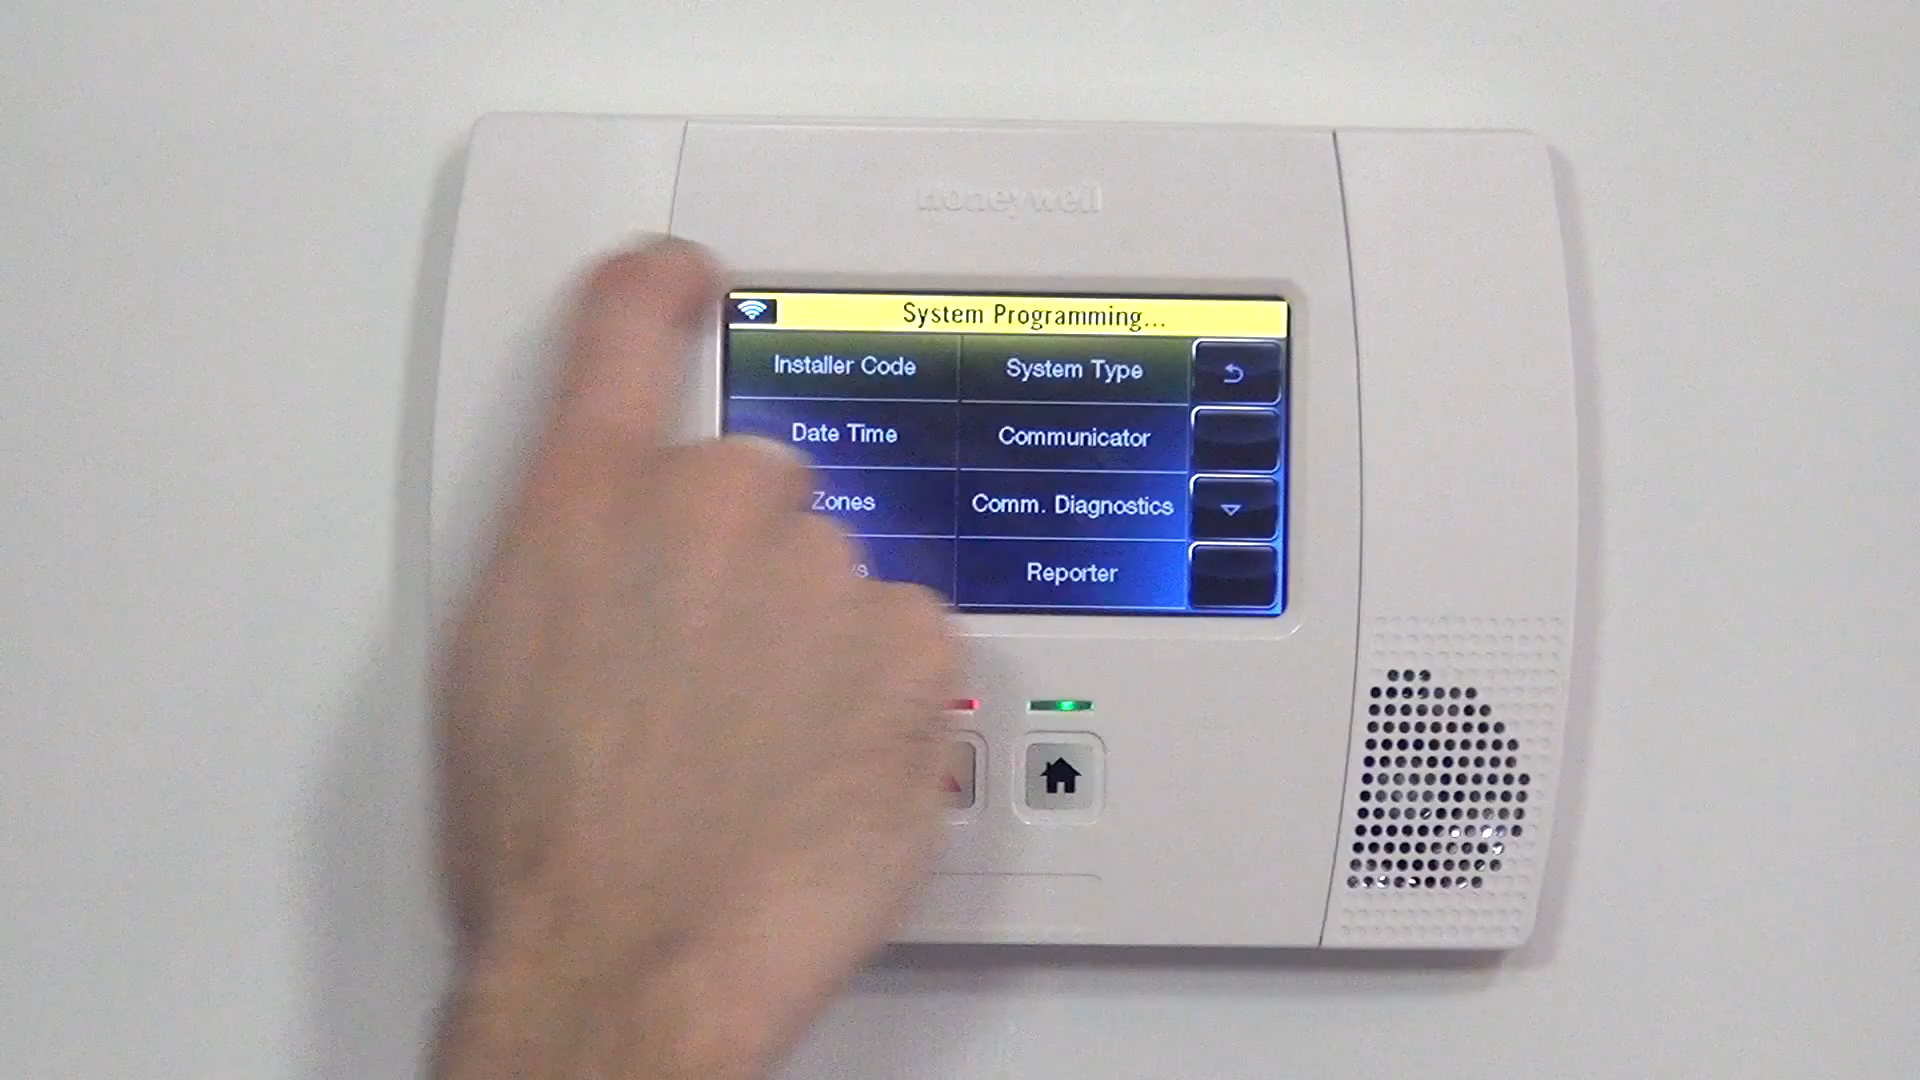 Honeywell
System Programming...
Installer Code
System Type
Date Time
Communicator
Zones
Comm. Diagnostics
Reporter